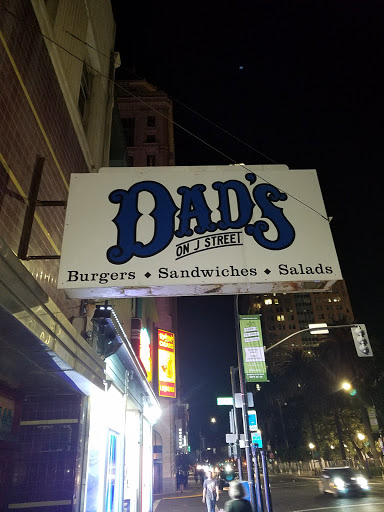 DAD'S
ON J STREET
Burgers ◆ Sandwiches ◆ Salads